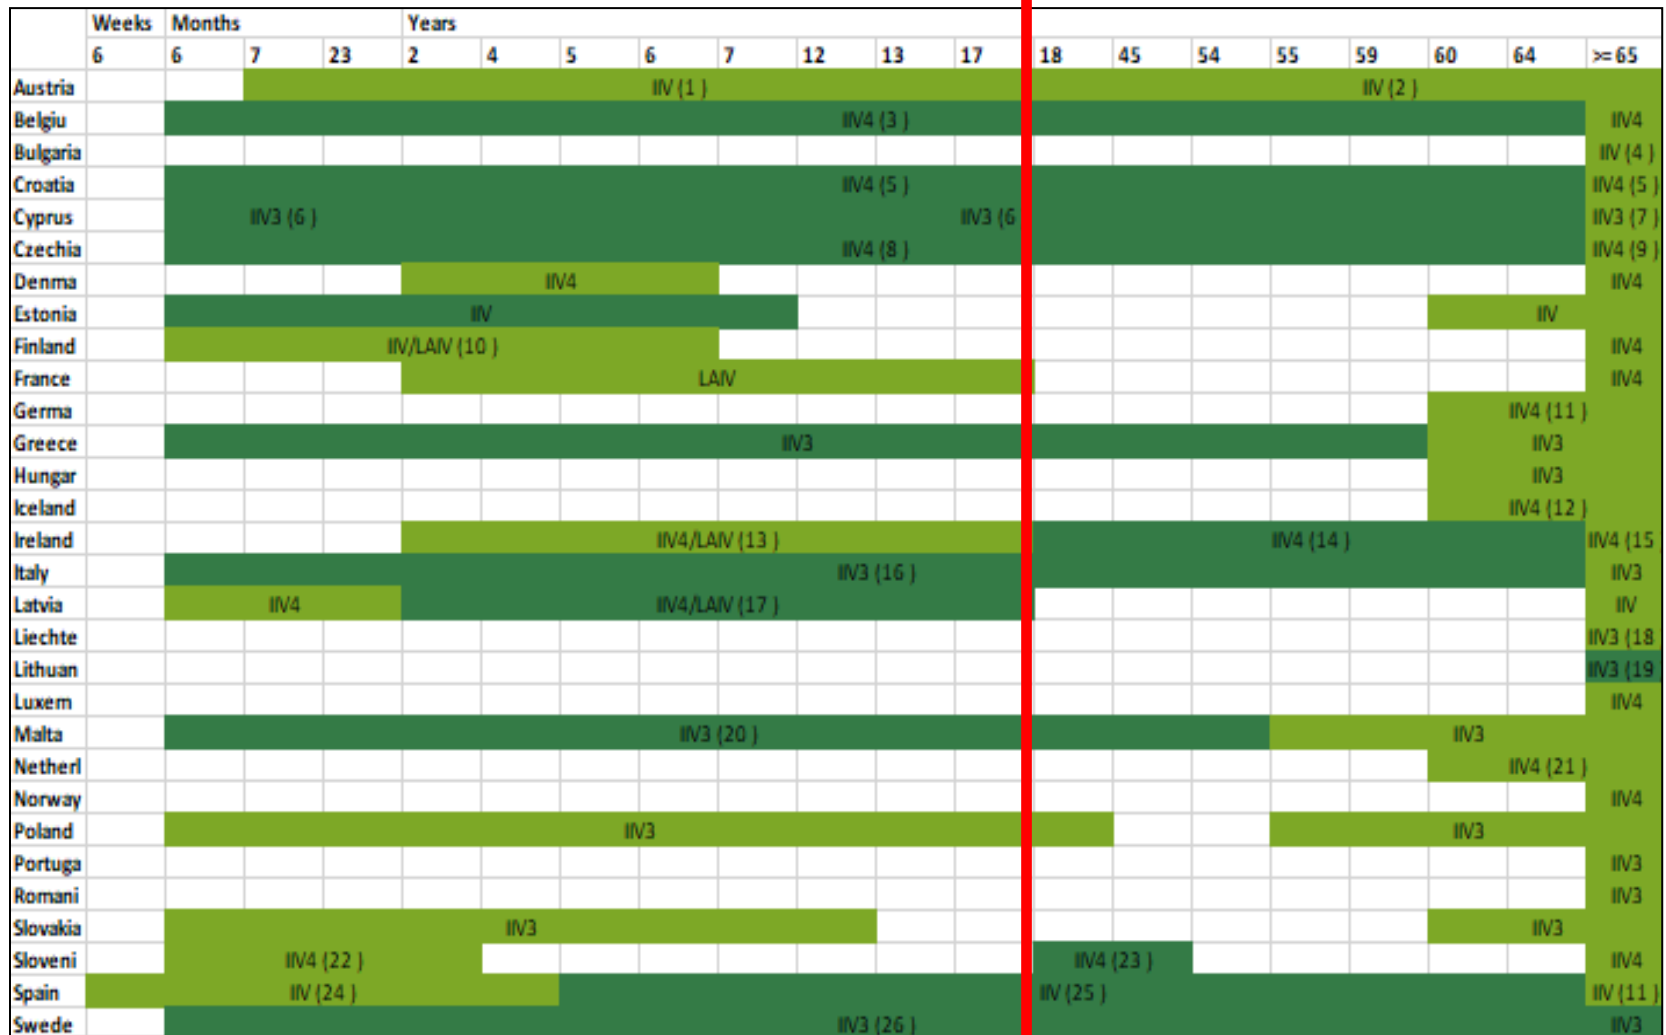 Weeks Months Years
6 6 7 23 2 4 5 6 7 12 13 17 18 45 54 55 59 60 64 >= 65
Austria IIV (1 ) IIV (2 )
Belgiu IIV4 (3 ) IIV4
Bulgaria IIV (4 )
Croatia IIV4 (5 ) IIV4 (5 )
Cyprus IIV3 (6 ) IIV3 (6 IIV3 (7 )
Czechia IIV4 (8 ) IIV4 (9 )
Denma IIV4 IIV4
Estonia IIV IIV
Finland IIV/LAIV (10 ) IIV4
France LAIV IIV4
Germa IIV4 (11 )
Greece IIV3 IIV3
Hungar IIV3
Iceland IIV4 (12 )
Ireland IIV4/LAIV (13 ) IIV4 (14 ) IIV4 (15
Italy IIV3 (16 ) IIV3
Latvia IIV4 IIV4/LAIV (17 ) IIV
Liechte IIV3 (18
Lithuan IIV3 (19
Luxem IIV4
Malta IIV3 (20 ) IIV3
Netherl IIV4 (21 )
Norway IIV4
Poland IIV3 IIV3
Portuga IIV3
Romani IIV3
Slovakia IIV3 IIV3
Sloveni IIV4 (22 ) IIV4 (23 ) IIV4
Spain IIV (24 ) IIV (25 ) IIV (11 )
Swede IIV3 (26 ) IIV3